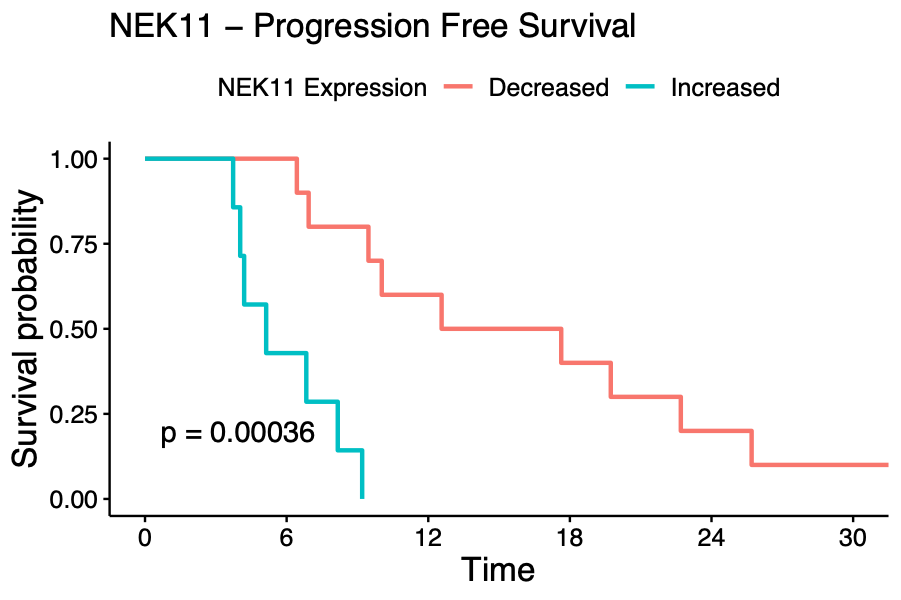 NEK11 – Progression Free Survival
NEK11 Expression Decreased Increased
Survival probability
1.00
0.75
0.50
0.25
0.00
p = 0.00036
0 6 12 18 24 30
Time